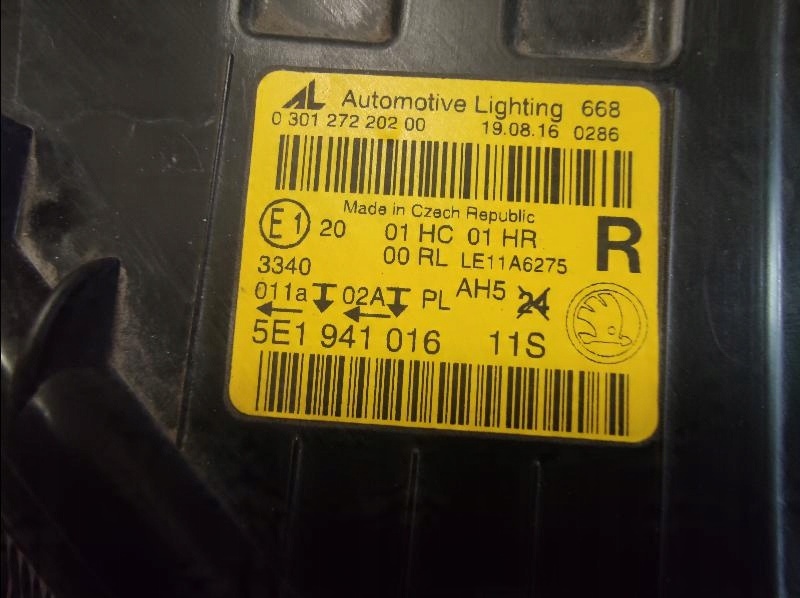 AL Automotive Lighting 668
0 301 272 202 00 19.08.16 0286
Made in Czech Republic
E1 20 01 HC 01 HR R
3340 00 RL LE11A6275
011a 02A PL AH5 24
5E1 941 016 11S